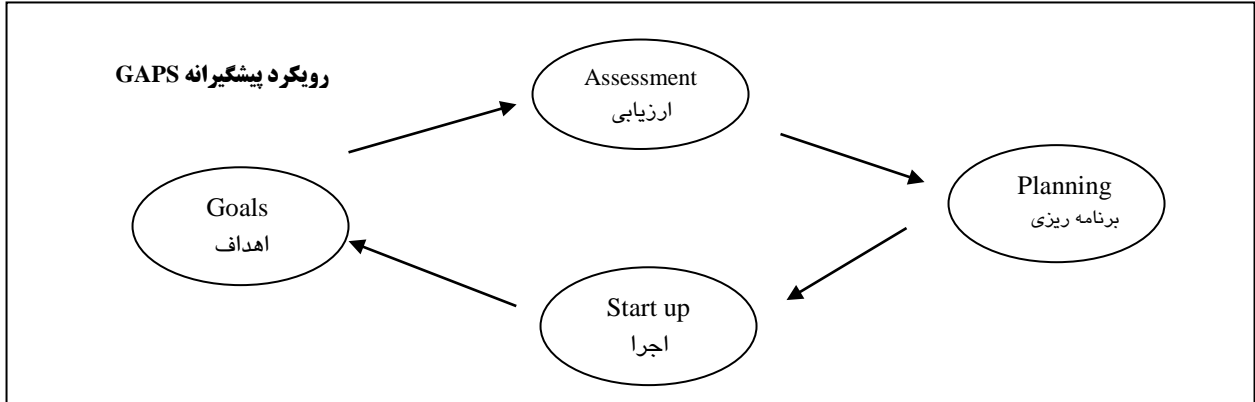 رویکرد پیشگیرانه GAPS
Assessment
ارزیابی
Planning
برنامه ریزی
Goals
اهداف
Start up
اجرا